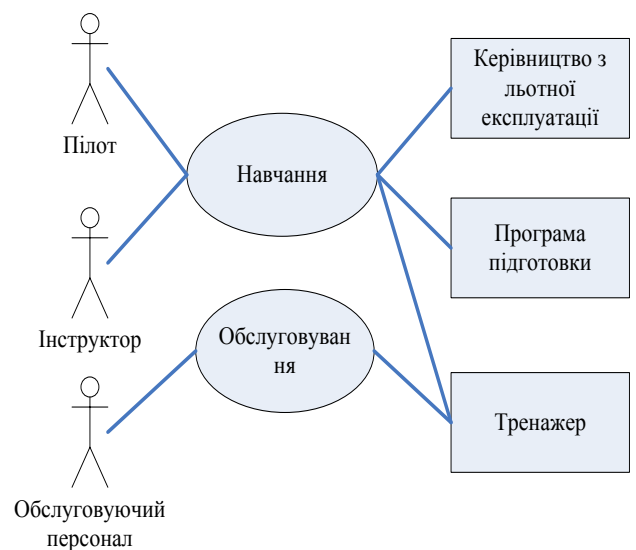 Пілот
Інструктор
Обслуговуючий
персонал
Навчання
Обслуговуван
ня
Керівництво з
льотної
експлуатації
Програма
підготовки
Тренажер